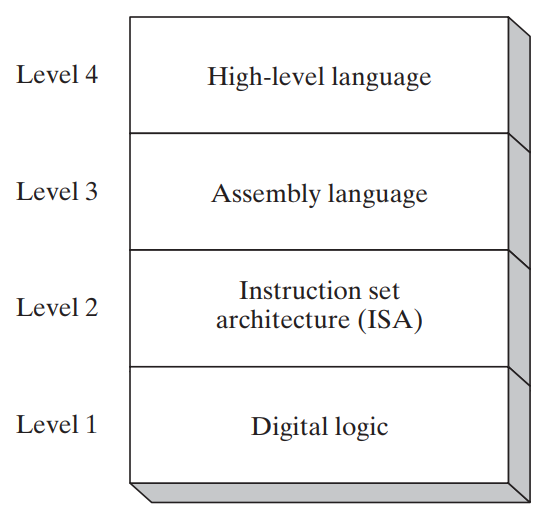 Level 4
High-level language
Level 3
Assembly language
Level 2
Instruction set
architecture (ISA)
Level 1
Digital logic